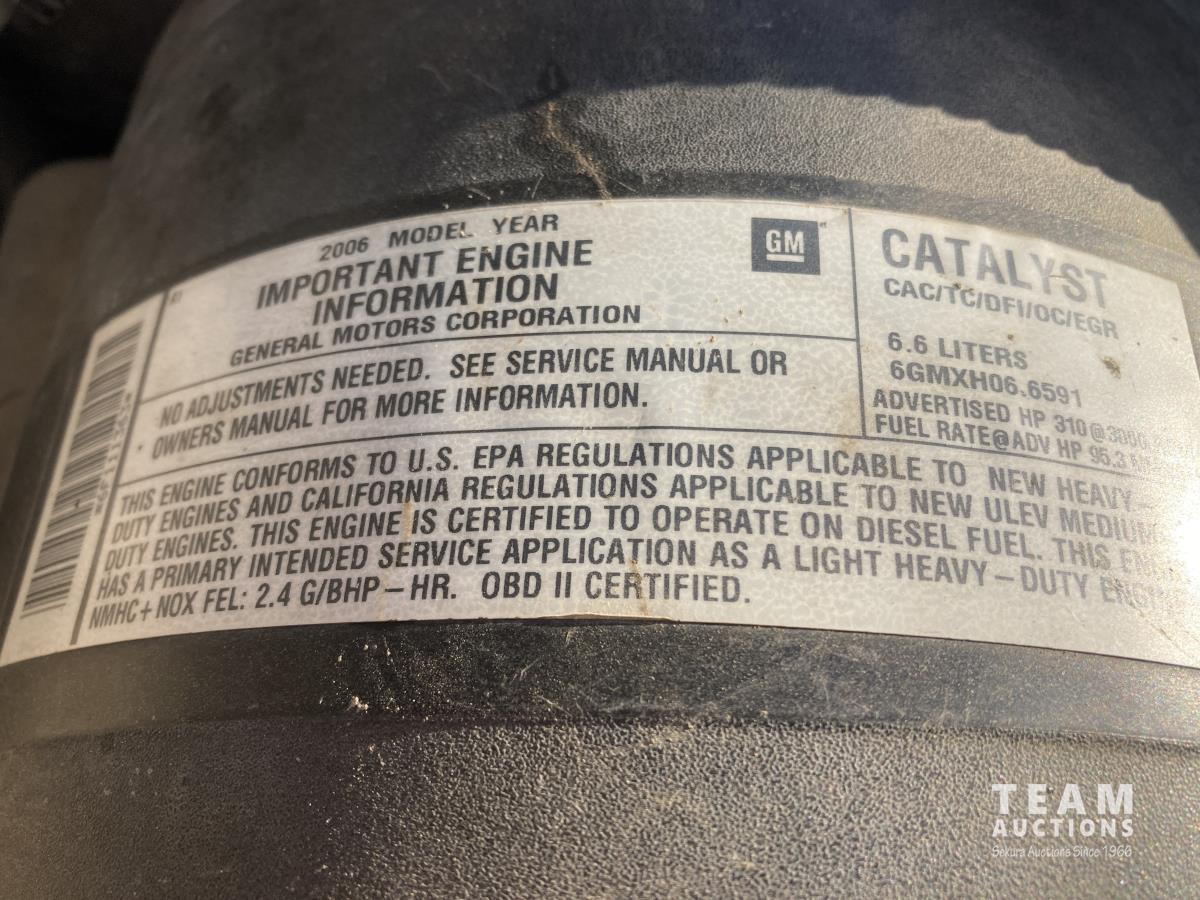 2006 MODEL YEAR
IMPORTANT ENGINE
INFORMATION
GENERAL MOTORS CORPORATION
GM
NO ADJUSTMENTS NEEDED. SEE SERVICE MANUAL OR
OWNERS MANUAL FOR MORE INFORMATION.
CATALYST
CAC/TC/DFI/OC/EGR
6.6 LITERS
6GMXH06.6591
ADVERTISED HP 310@3000
FUEL RATE@ADV HP 95.3
THIS ENGINE CONFORMS TO U.S. EPA REGULATIONS APPLICABLE TO NEW HEAVY-
DUTY ENGINES AND CALIFORNIA REGULATIONS APPLICABLE TO NEW ULEV MEDIUM
DUTY ENGINES. THIS ENGINE IS CERTIFIED TO OPERATE ON DIESEL FUEL. THIS
HAS A PRIMARY INTENDED SERVICE APPLICATION AS A LIGHT HEAVY-DUTY
NMHC+NOX FEL: 2.4 G/BHP-HR. OBD II CERTIFIED.
TEAM
AUCTIONS
Sekura Auctions Since 1966